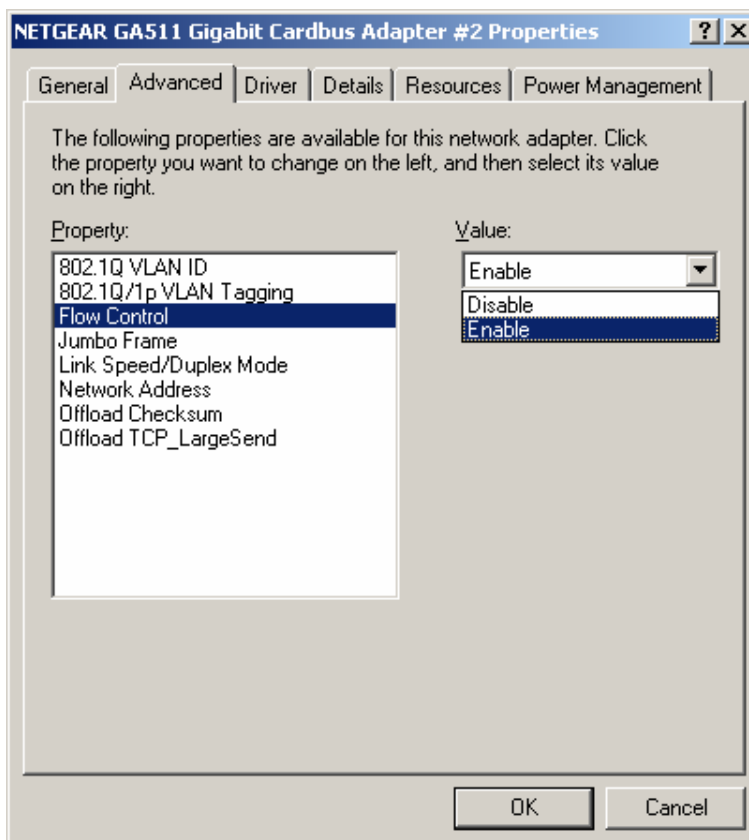 NETGEAR GA511 Gigabit Cardbus Adapter #2 Properties
General Advanced Driver Details Resources Power Management
The following properties are available for this network adapter. Click
the property you want to change on the left, and then select its value
on the right.
Property:
802.1Q VLAN ID
802.1Q/1p VLAN Tagging
Flow Control
Jumbo Frame
Link Speed/Duplex Mode
Network Address
Offload Checksum
Offload TCP_LargeSend
Value:
Enable
Disable
Enable
OK Cancel